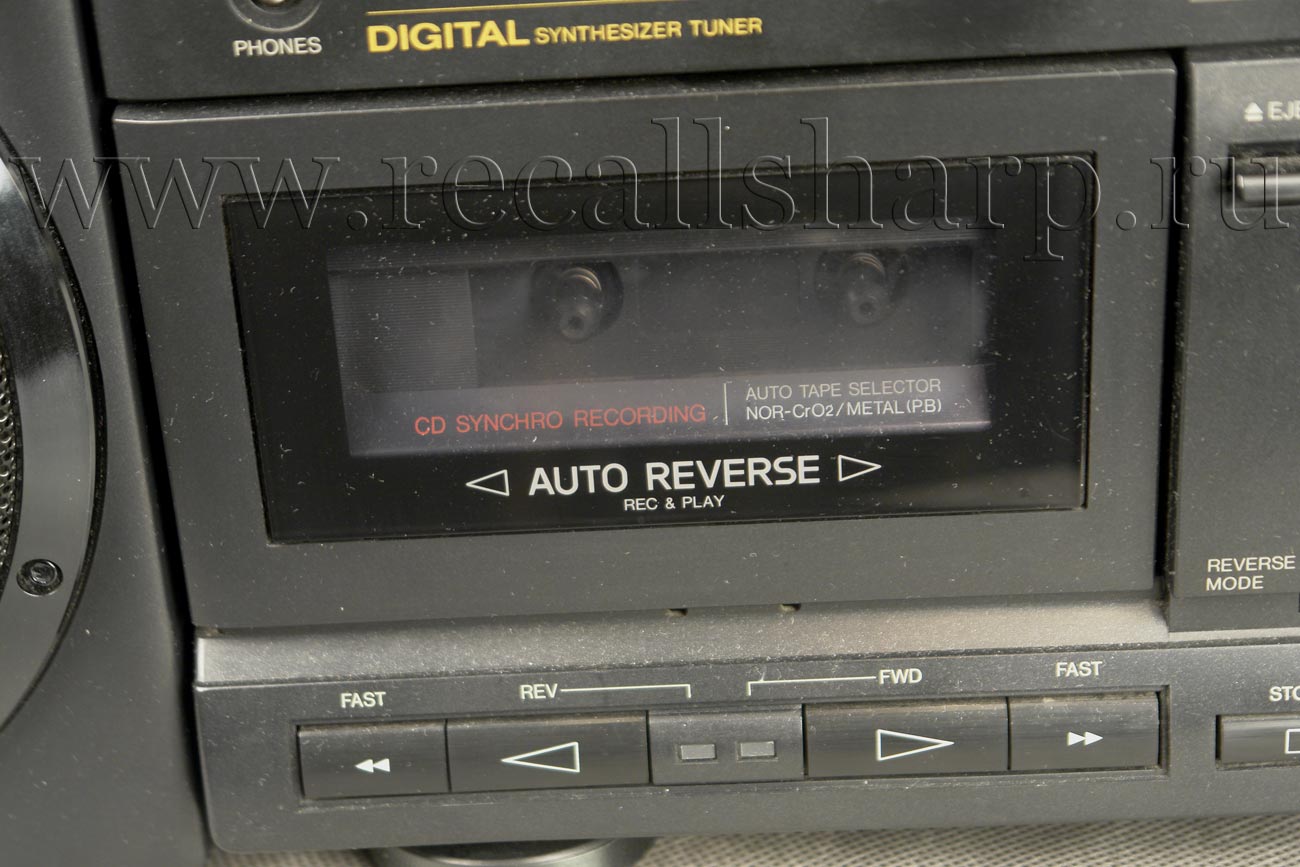 PHONES
DIGITAL SYNTHESIZER TUNER
www.recallsharp.ru
CD SYNCHRO RECORDING
AUTO TAPE SELECTOR
NOR-CrO2/METAL(P.B)
AUTO REVERSE
REC & PLAY
REVERSE
MODE
FAST
REV
FWD
FAST